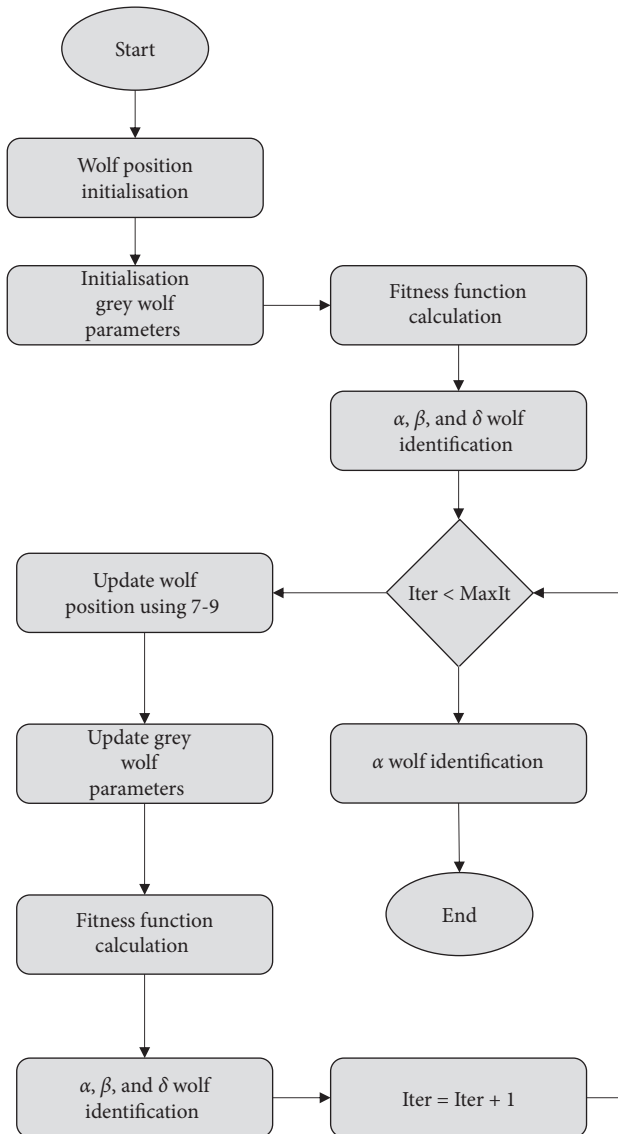 Start
Wolf position
initialisation
Initialisation
grey wolf
parameters
Fitness function
calculation
α, β, and δ wolf
identification
Iter < MaxIt
Update wolf
position using 7-9
Update grey
wolf
parameters
α wolf identification
Fitness function
calculation
End
α, β, and δ wolf
identification
Iter = Iter + 1